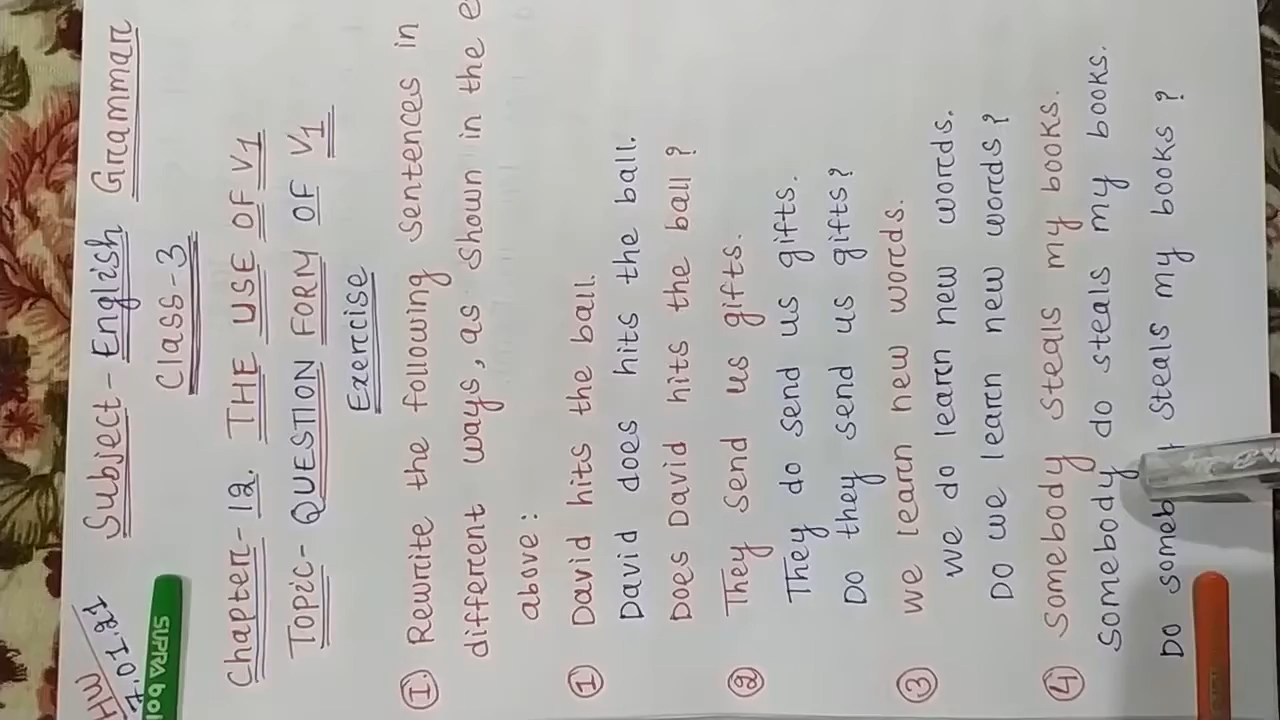 HW
7.01.21
Subject - English Grammar
Class-3
Chapter-12. THE USE OF V1
Topic- QUESTION FORM OF V1
Exercise
I Rewrite the following sentences in
different ways, as shown in the e
above:
1 David hits the ball.
David does hits the ball.
Does David hits the ball?
2 They send us gifts.
They do send us gifts.
Do they send us gifts?
3 we learn new words.
we do learn new words.
Do we learn new words?
4 somebody steals my books.
somebody do steals my books.
Do someb steals my books?
SUPRA bol